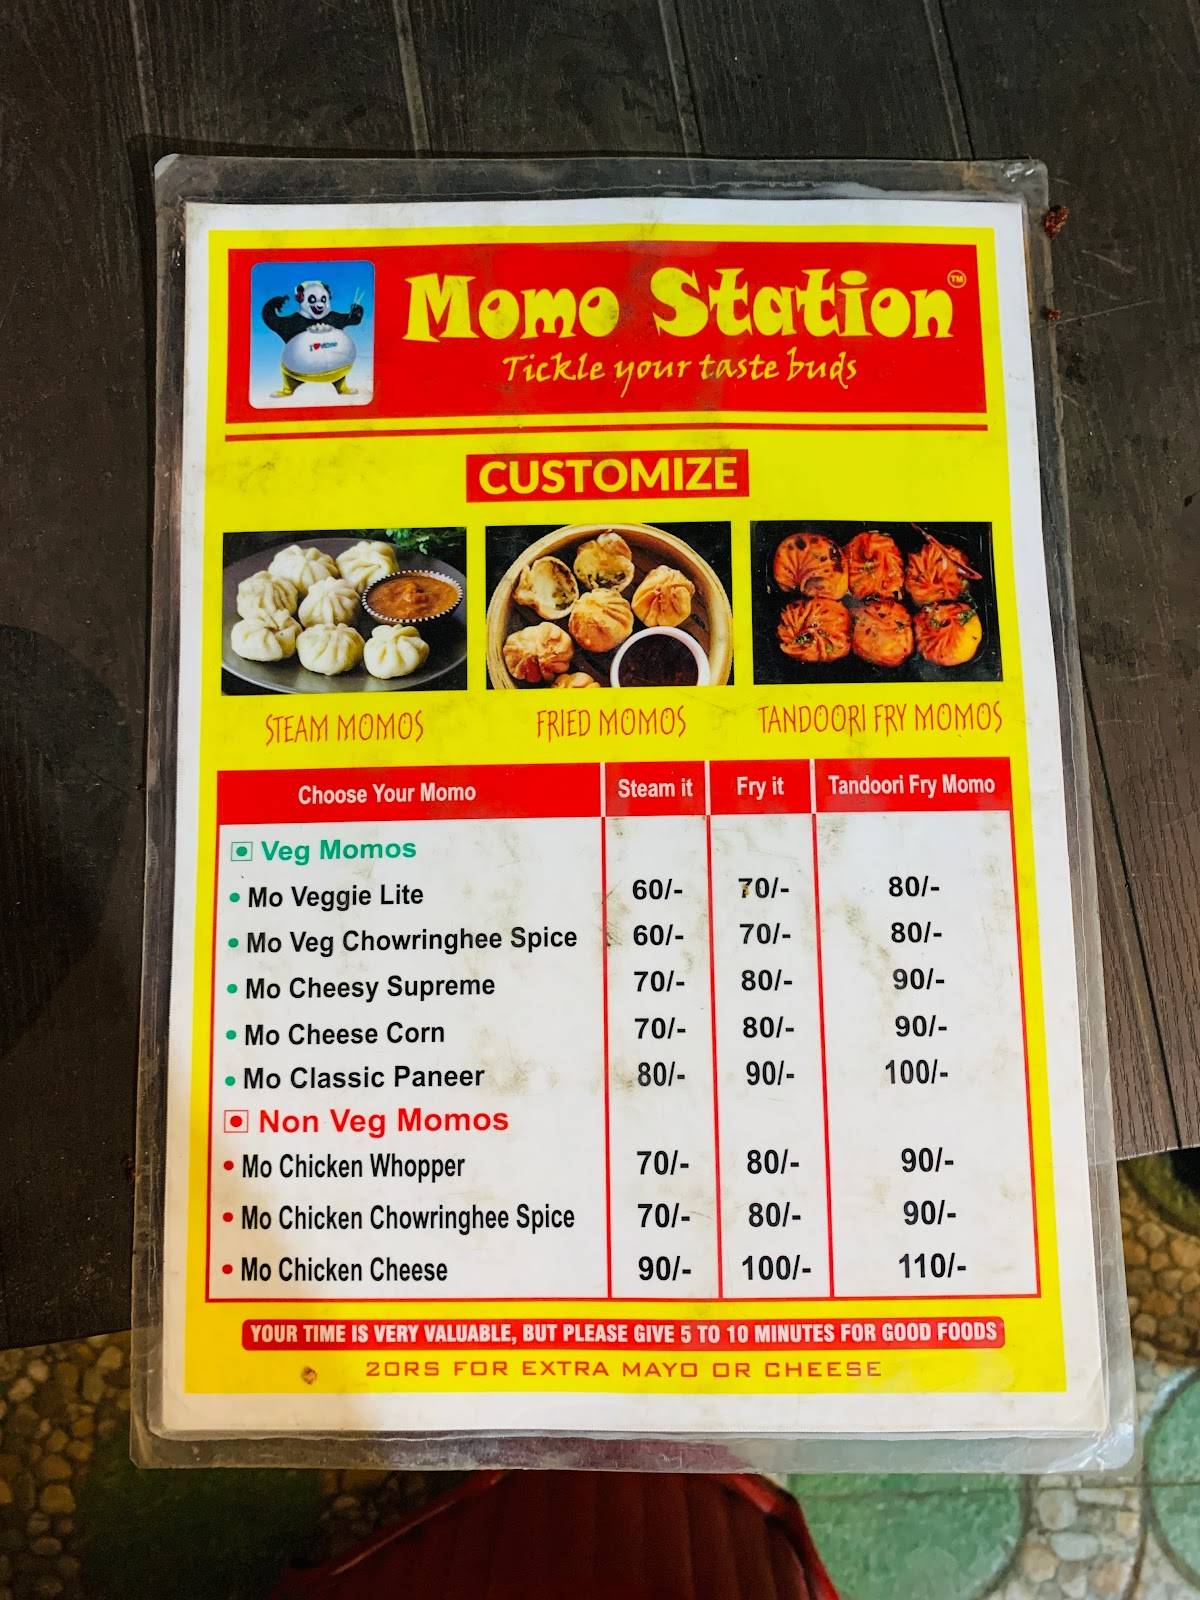 Momo Station TM
Tickle your taste buds
I ❤ MOMO
CUSTOMIZE
STEAM MOMOS FRIED MOMOS TANDOORI FRY MOMOS
Choose Your Momo Steam it Fry it Tandoori Fry Momo
Veg Momos
• Mo Veggie Lite 60/- 70/- 80/-
• Mo Veg Chowringhee Spice 60/- 70/- 80/-
• Mo Cheesy Supreme 70/- 80/- 90/-
• Mo Cheese Corn 70/- 80/- 90/-
• Mo Classic Paneer 80/- 90/- 100/-
Non Veg Momos
• Mo Chicken Whopper 70/- 80/- 90/-
• Mo Chicken Chowringhee Spice 70/- 80/- 90/-
• Mo Chicken Cheese 90/- 100/- 110/-
YOUR TIME IS VERY VALUABLE, BUT PLEASE GIVE 5 TO 10 MINUTES FOR GOOD FOODS
20RS FOR EXTRA MAYO OR CHEESE